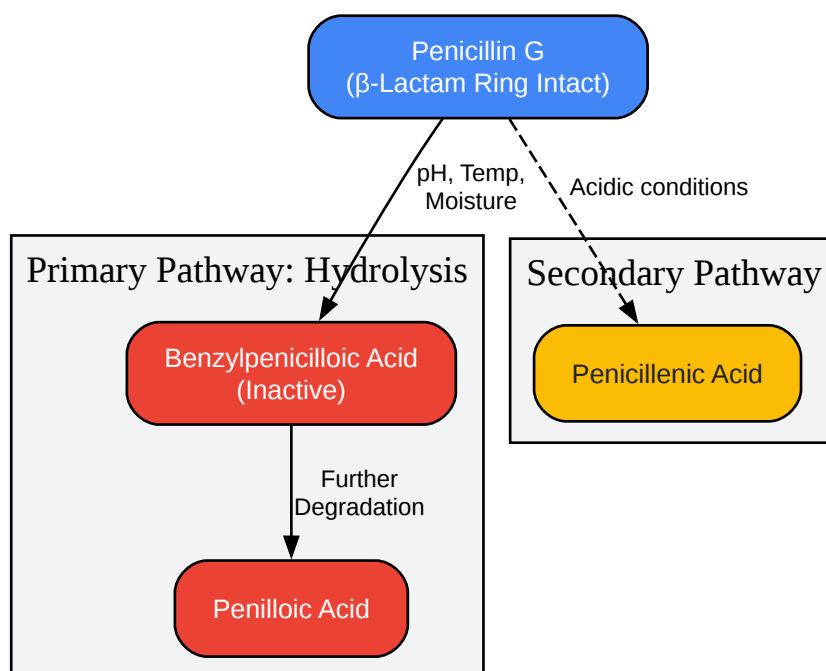 Penicillin G
(β-Lactam Ring Intact)
pH, Temp,
Moisture
Acidic conditions
Primary Pathway: Hydrolysis
Secondary Pathway
Benzylpenicilloic Acid
(Inactive)
Penicillenic Acid
Further
Degradation
Penilloic Acid